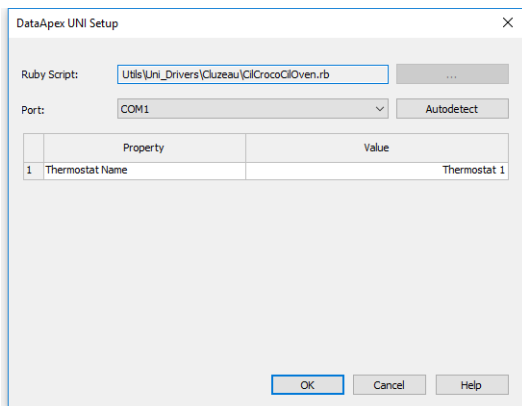 DataApex UNI Setup
Ruby Script: Utils\Uni_Drivers\Cluzeau\CilCrocoCilOven.rb ...
Port: COM1 Autodetect
Property Value
1 Thermostat Name Thermostat 1
OK Cancel Help